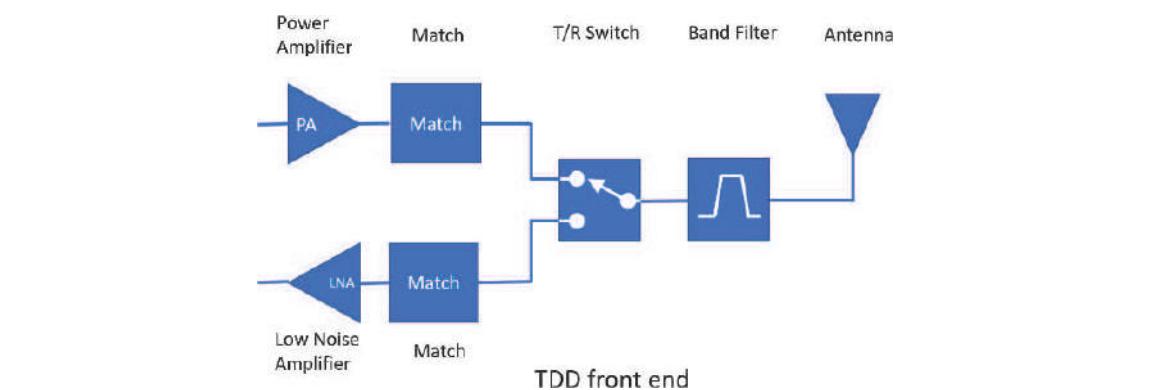 Power
Amplifier
Match
T/R Switch
Band Filter
Antenna
PA
Match
LNA
Match
Low Noise
Amplifier
Match
TDD front end